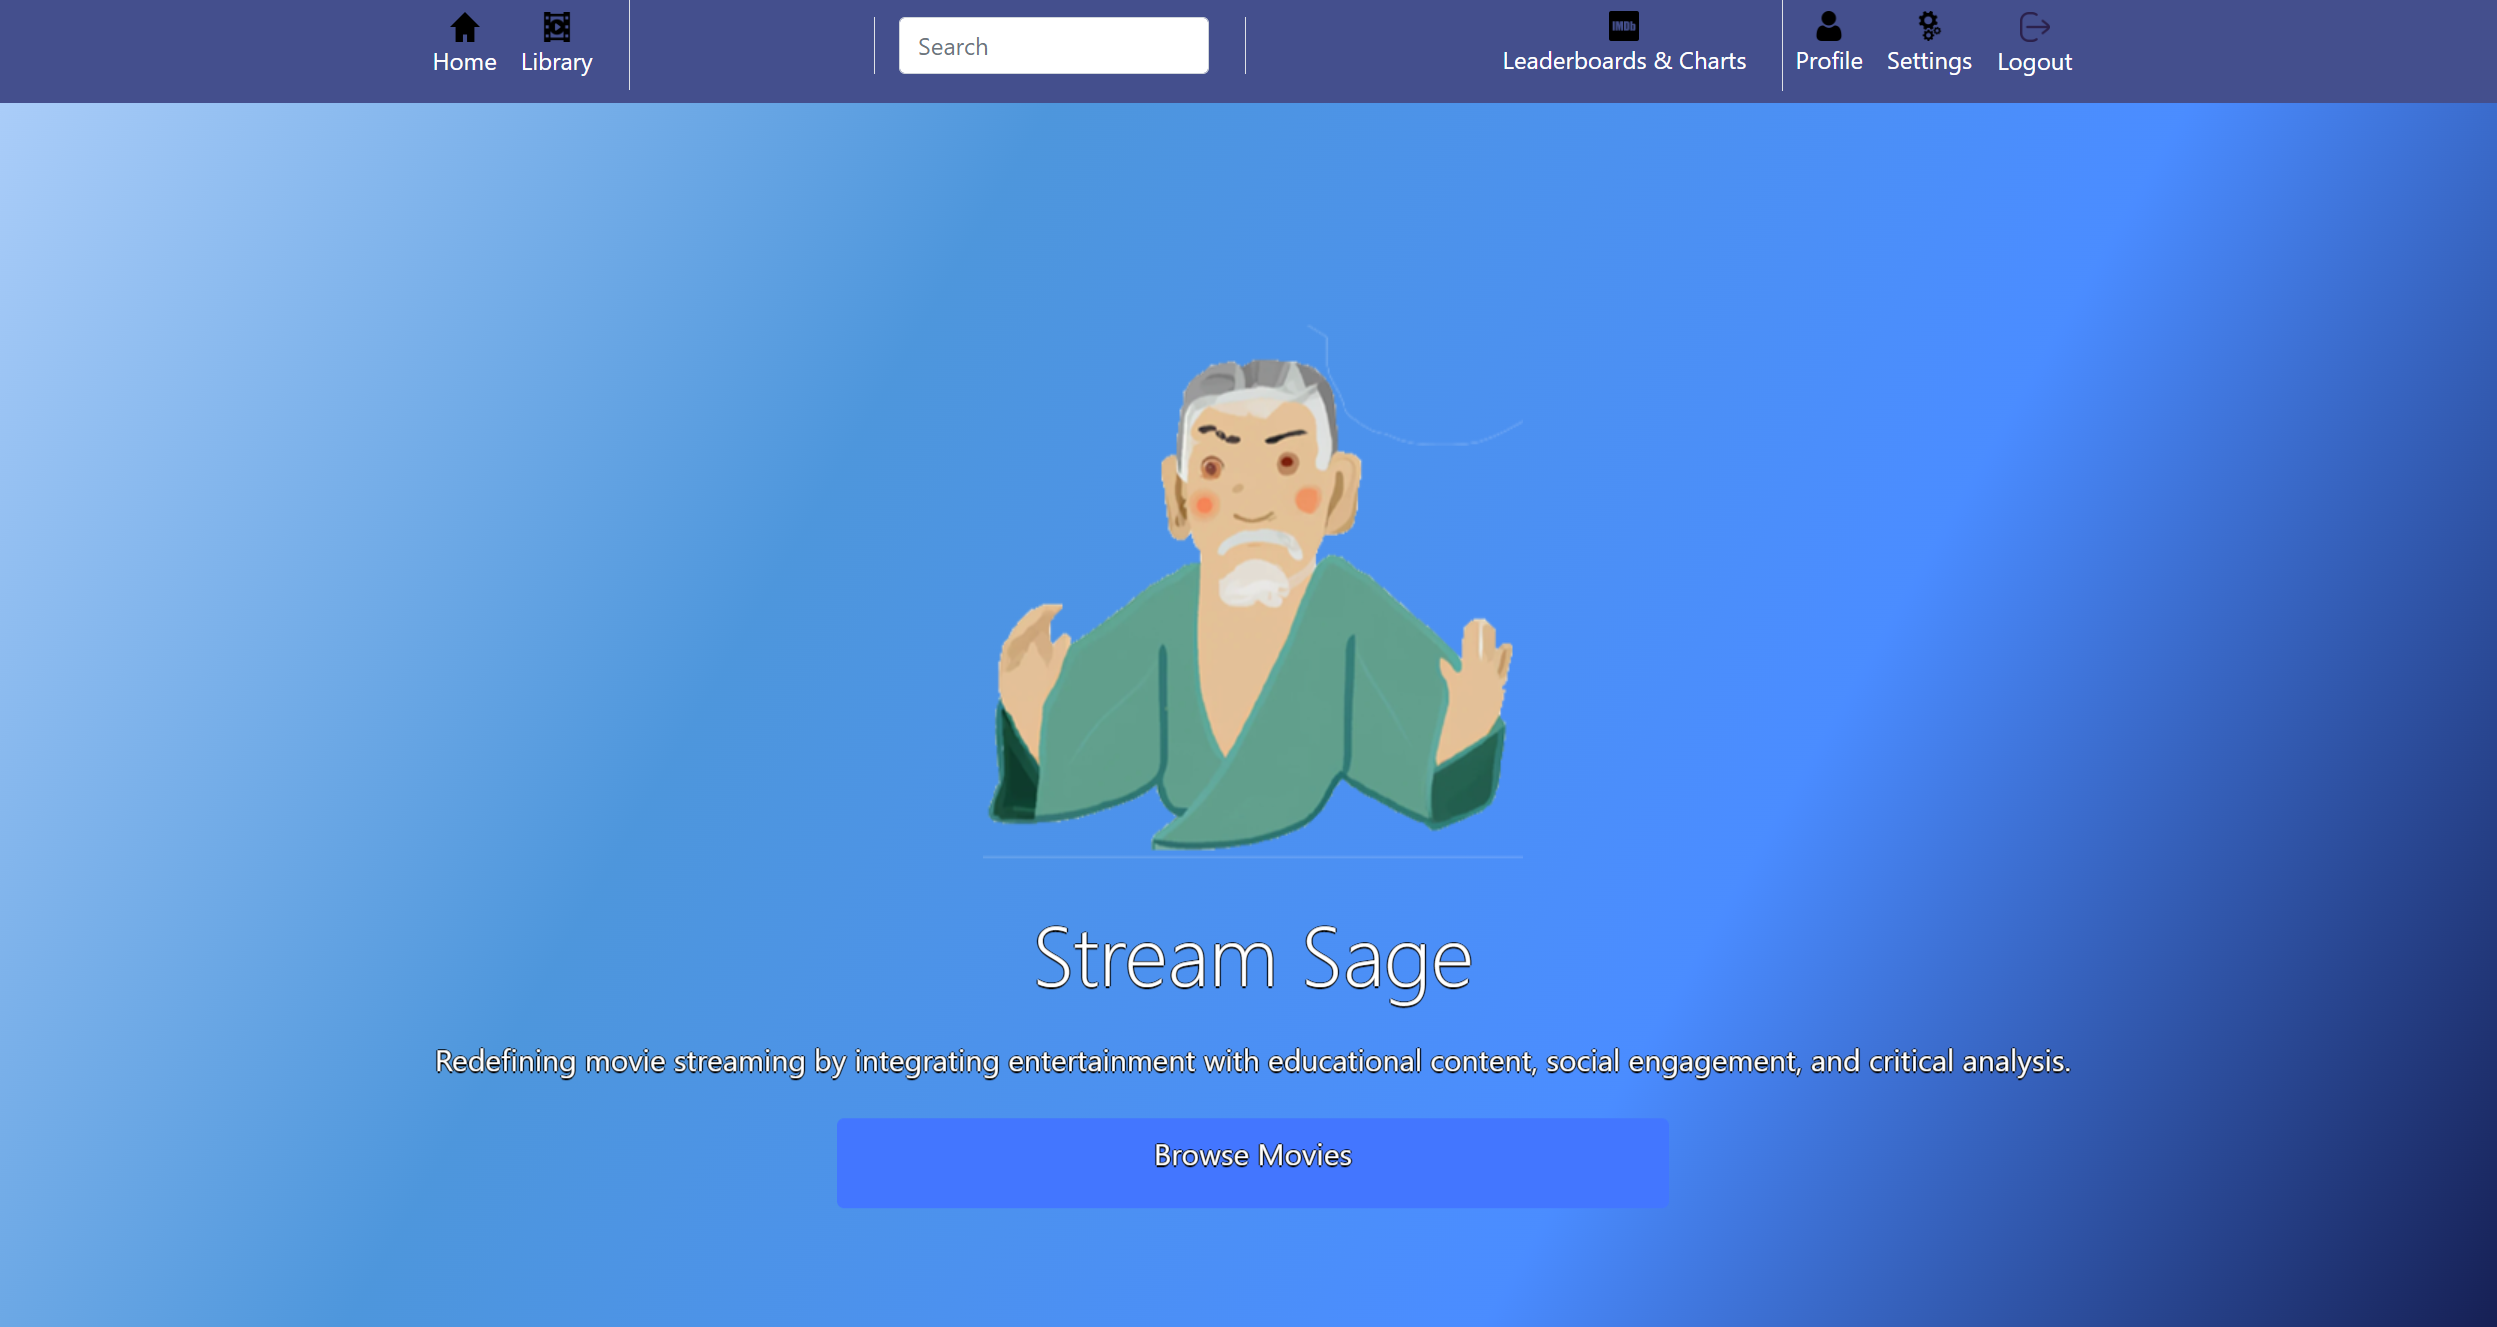 Home
Library
Search
IMDb
Leaderboards & Charts
Profile
Settings
Logout
Stream Sage
Redefining movie streaming by integrating entertainment with educational content, social engagement, and critical analysis.
Browse Movies